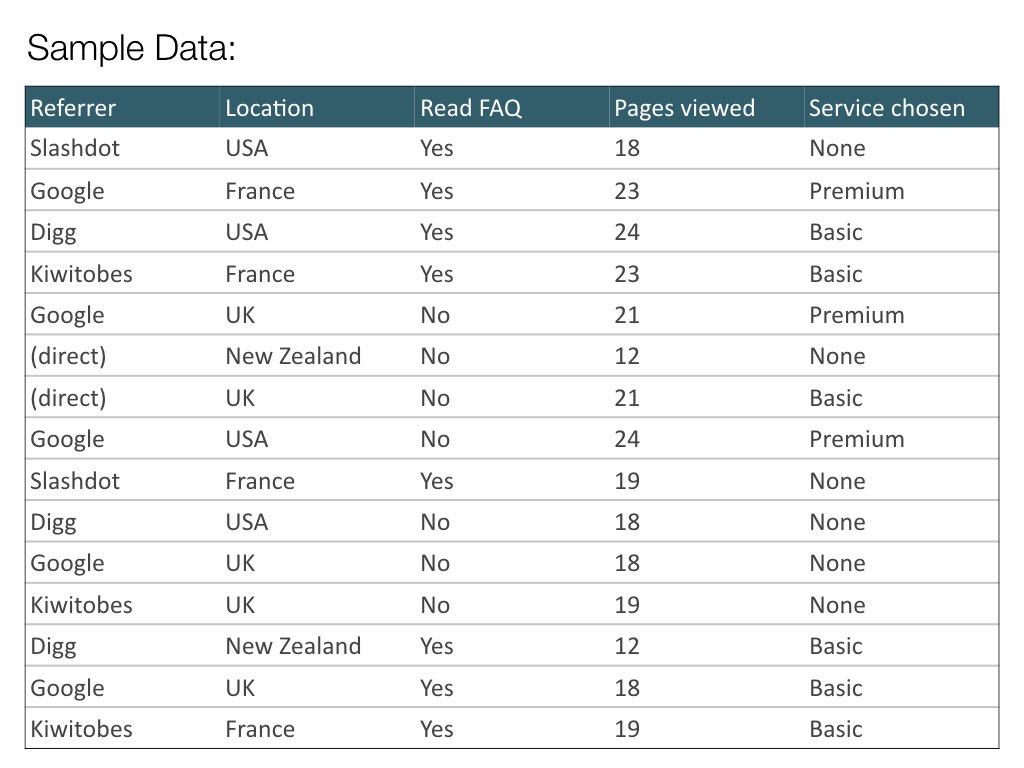 Sample Data:
Referrer Location Read FAQ Pages viewed Service chosen
Slashdot USA Yes 18 None
Google France Yes 23 Premium
Digg USA Yes 24 Basic
Kiwitobes France Yes 23 Basic
Google UK No 21 Premium
(direct) New Zealand No 12 None
(direct) UK No 21 Basic
Google USA No 24 Premium
Slashdot France Yes 19 None
Digg USA No 18 None
Google UK No 18 None
Kiwitobes UK No 19 None
Digg New Zealand Yes 12 Basic
Google UK Yes 18 Basic
Kiwitobes France Yes 19 Basic